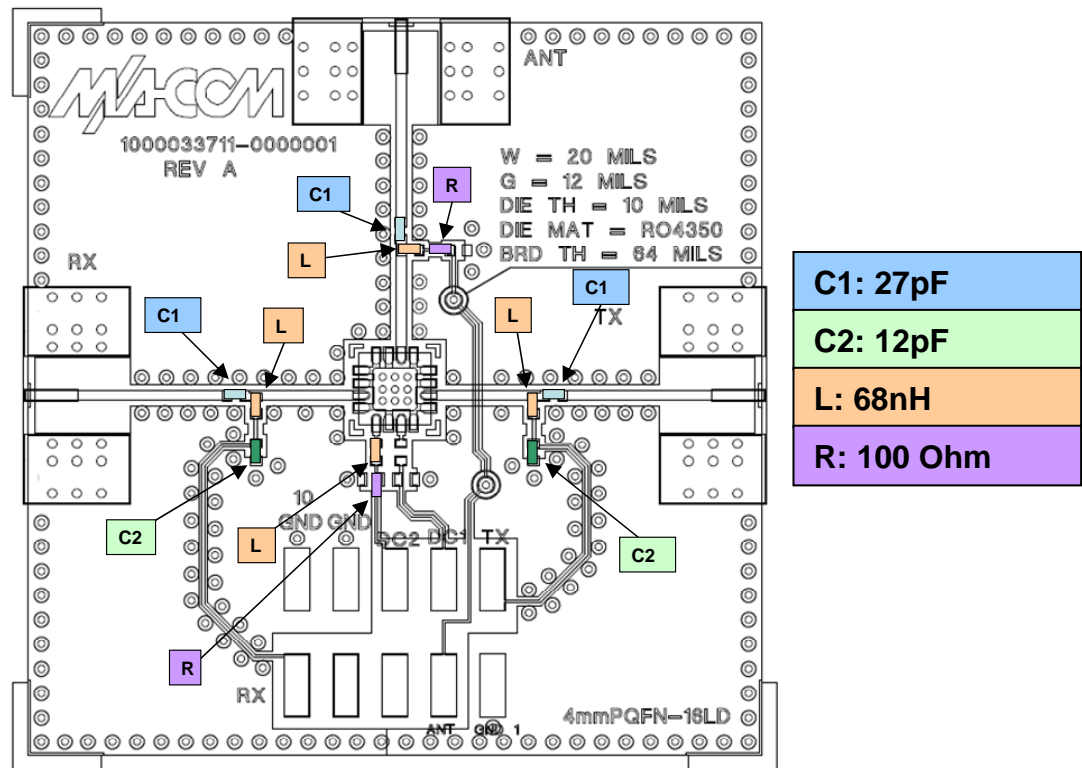 ANT
M/A-COM
1000033711-0000001
REV A
W = 20 MILS
G = 12 MILS
DIE TH = 10 MILS
DIE MAT = RO4350
BRD TH = 64 MILS
C1
R
L
RX
C1
L
L
C1
TX
C1: 27pF
C2: 12pF
L: 68nH
R: 100 Ohm
C2
L
C2
10
GND GND
DC2 DC1 TX
R
RX
ANT GND 1
4mmPQFN-16LD